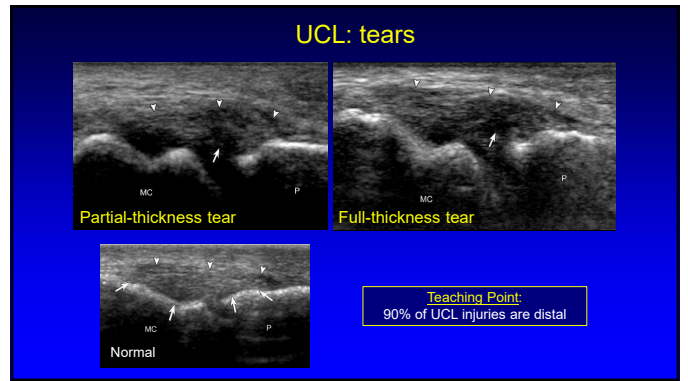 UCL: tears
MC
P
Partial-thickness tear
MC
P
Full-thickness tear
MC
P
Normal
Teaching Point:
90% of UCL injuries are distal